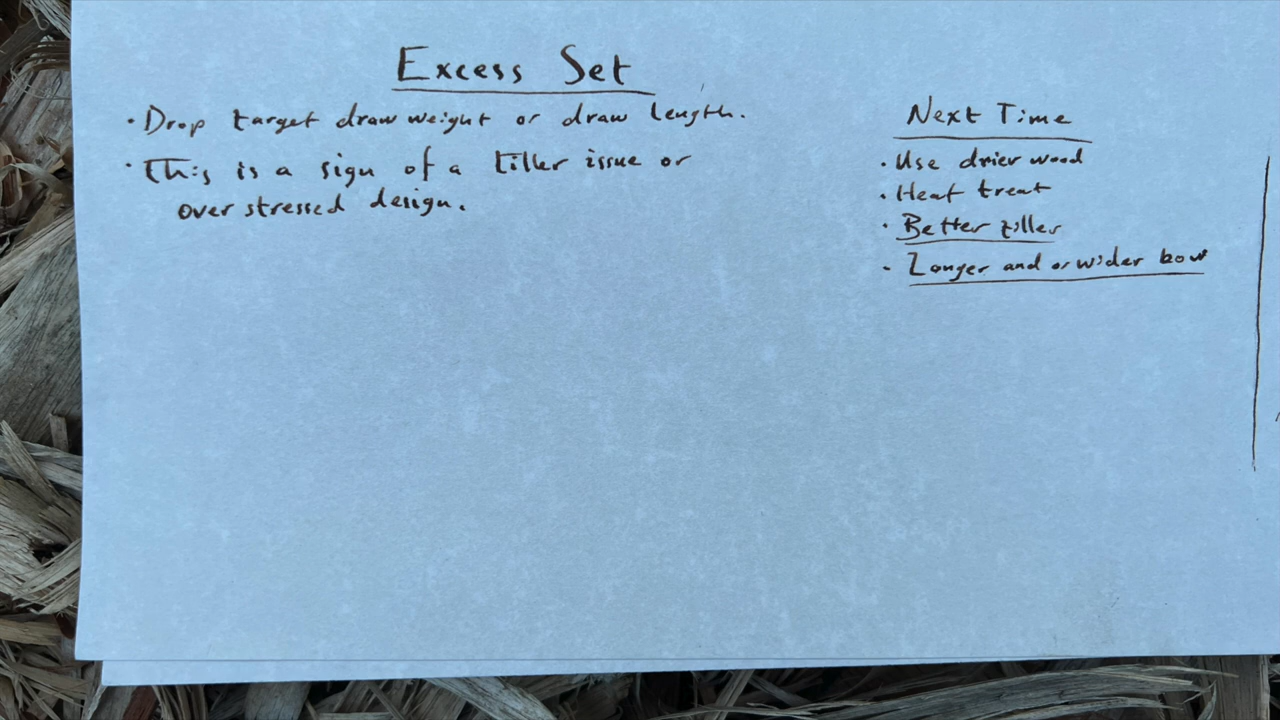 Excess Set
• Drop target draw weight or draw length.
• This is a sign of a tiller issue or
over stressed design.
Next Time
• Use drier wood
• Heat treat
• Better tiller
• Longer and or wider bow